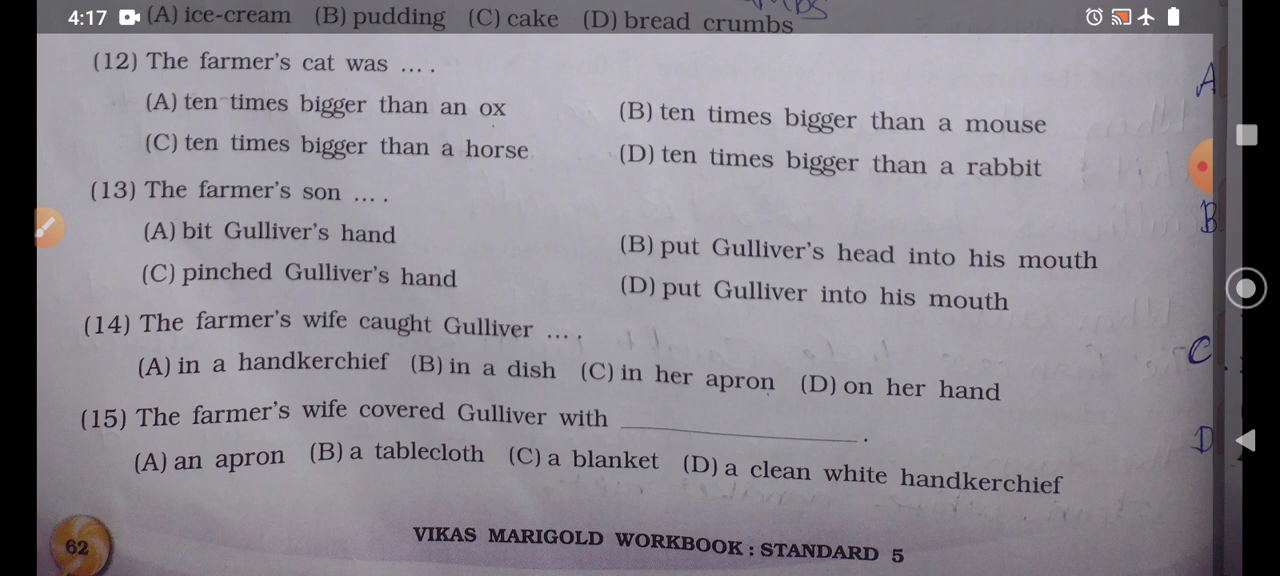 4:17
(A) ice-cream (B) pudding (C) cake (D) bread crumbs
(12) The farmer's cat was ... .
A
(A) ten times bigger than an ox (B) ten times bigger than a mouse
(C) ten times bigger than a horse (D) ten times bigger than a rabbit
(13) The farmer's son ... .
B
(A) bit Gulliver's hand (B) put Gulliver's head into his mouth
(C) pinched Gulliver's hand (D) put Gulliver into his mouth
(14) The farmer's wife caught Gulliver ... .
C
(A) in a handkerchief (B) in a dish (C) in her apron (D) on her hand
(15) The farmer's wife covered Gulliver with ____________.
D
(A) an apron (B) a tablecloth (C) a blanket (D) a clean white handkerchief
62
VIKAS MARIGOLD WORKBOOK : STANDARD 5